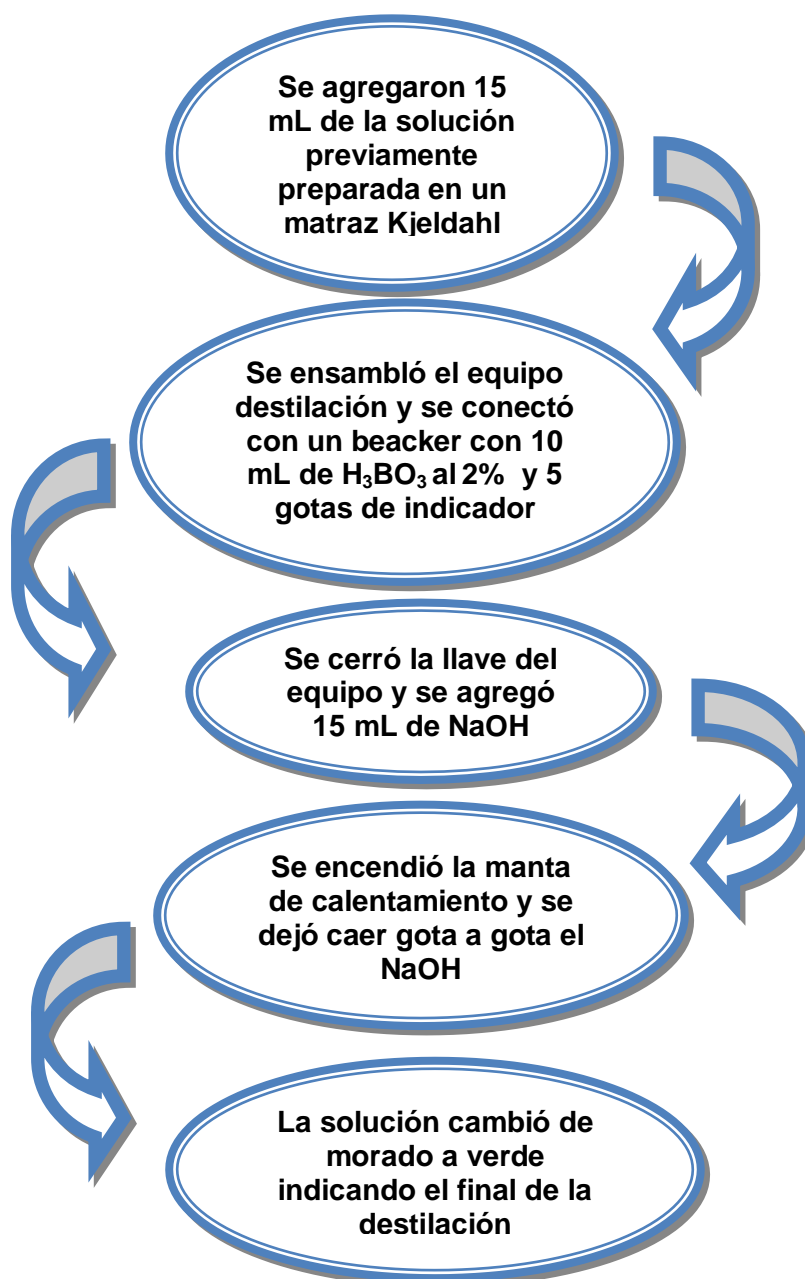 Se agregaron 15
mL de la solución
previamente
preparada en un
matraz Kjeldahl
Se ensambló el equipo
destilación y se conectó
con un beacker con 10
mL de H₃BO₃ al 2% y 5
gotas de indicador
Se cerró la llave del
equipo y se agregó
15 mL de NaOH
Se encendió la manta
de calentamiento y se
dejó caer gota a gota el
NaOH
La solución cambió de
morado a verde
indicando el final de la
destilación